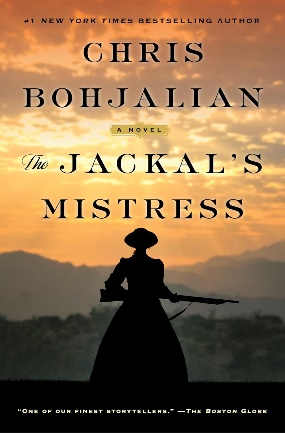 #1 NEW YORK TIMES BESTSELLING AUTHOR
CHRIS
BOHJALIAN
A NOVEL
The JACKAL'S
MISTRESS
"ONE OF OUR FINEST STORYTELLERS." —THE BOSTON GLOBE